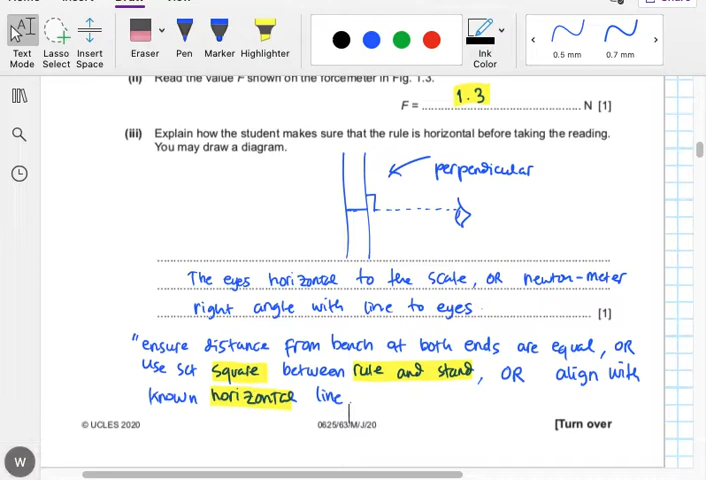 Draw
Share
Text Mode
Lasso Select
Insert Space
Eraser
Pen
Marker
Highlighter
Ink Color
0.5 mm
0.7 mm
(ii) Read the value F shown on the forcemeter in Fig. 1.3.
F = 1.3 N [1]
(iii) Explain how the student makes sure that the rule is horizontal before taking the reading.
You may draw a diagram.
perpendicular
The eyes horizontal to the scale, OR newton-meter
right angle with line to eyes.
[1]
"ensure distance from bench at both ends are equal, OR
use set square between rule and stand, OR align with
known horizontal line.
© UCLES 2020
0625/63/M/J/20
[Turn over
W